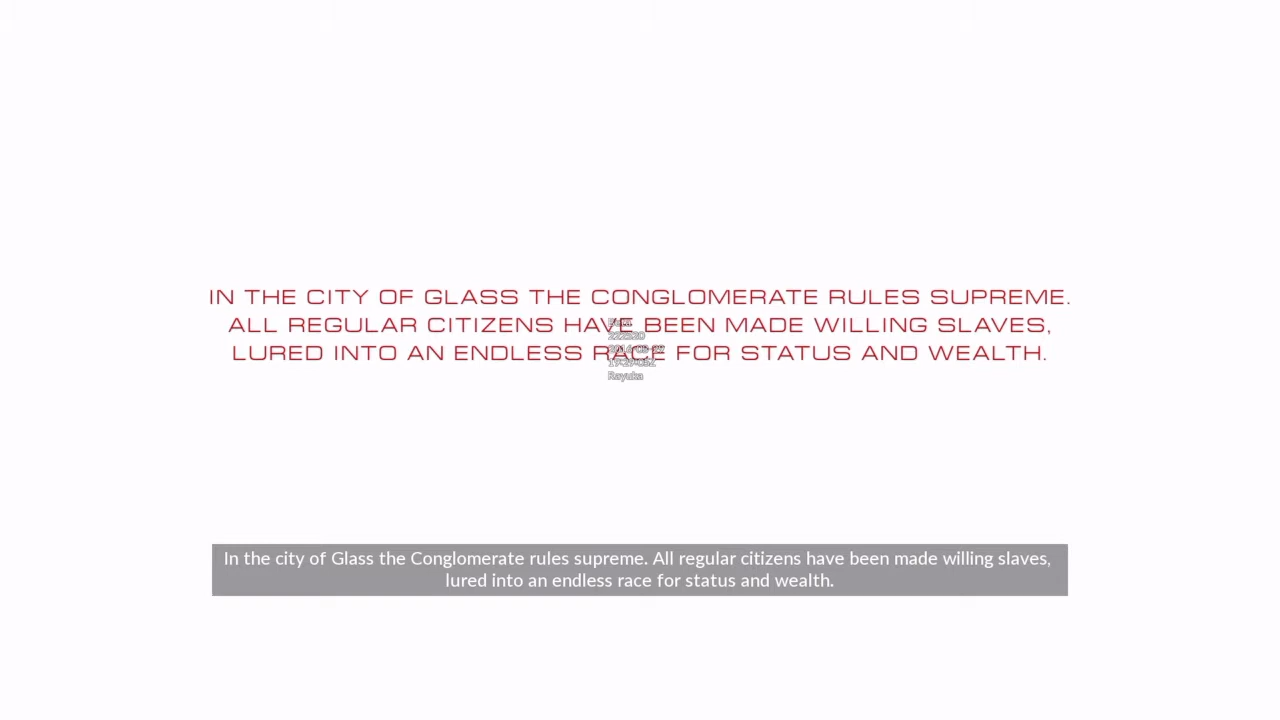 IN THE CITY OF GLASS THE CONGLOMERATE RULES SUPREME.
ALL REGULAR CITIZENS HAVE BEEN MADE WILLING SLAVES,
LURED INTO AN ENDLESS RACE FOR STATUS AND WEALTH.
Rayuka
In the city of Glass the Conglomerate rules supreme. All regular citizens have been made willing slaves,
lured into an endless race for status and wealth.